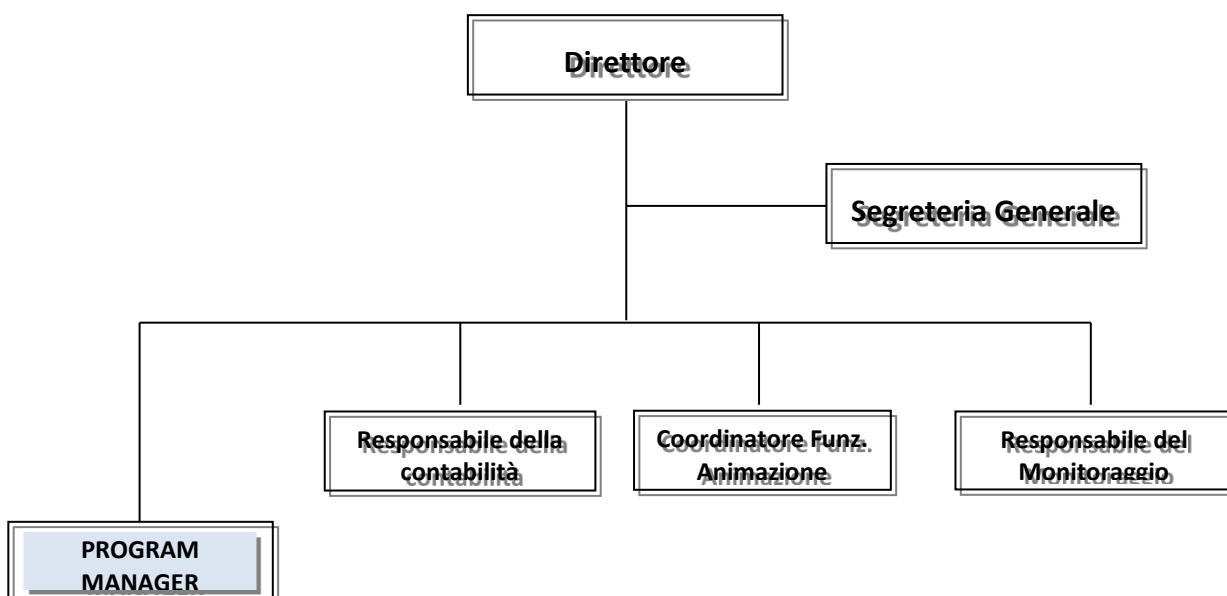 Direttore
Segreteria Generale
Responsabile della
contabilità
Coordinatore Funz.
Animazione
Responsabile del
Monitoraggio
PROGRAM
MANAGER